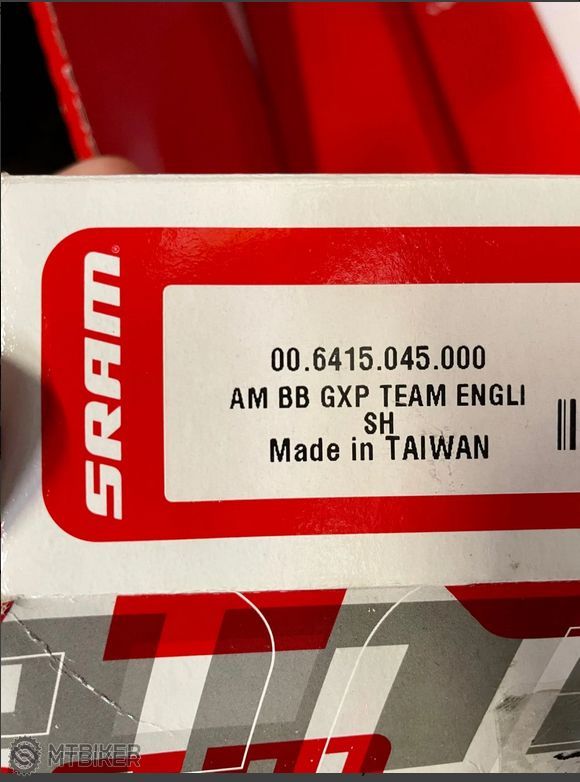 SRAM®
00.6415.045.000
AM BB GXP TEAM ENGLI
SH
Made in TAIWAN
MTBIKER